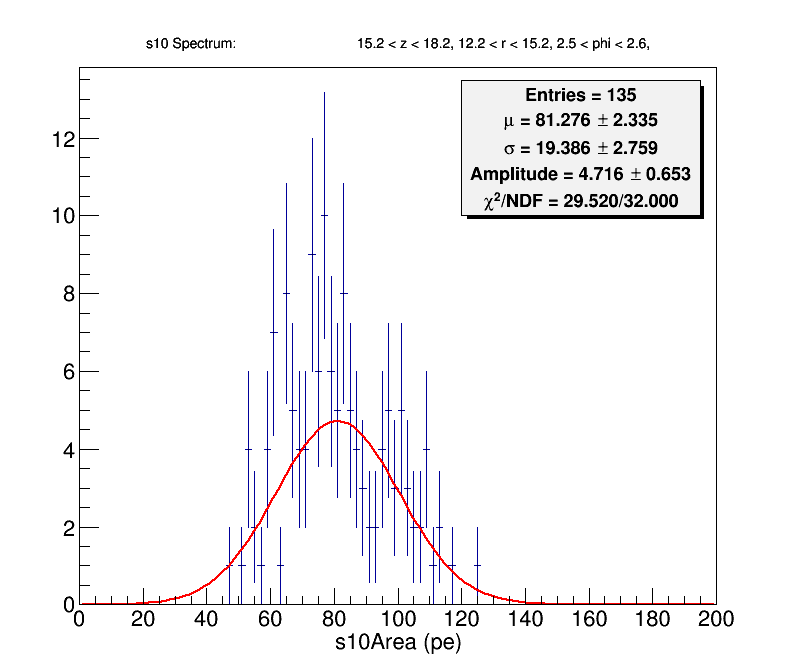 s10 Spectrum: 15.2 < z < 18.2, 12.2 < r < 15.2, 2.5 < phi < 2.6,
Entries = 135
μ = 81.276 ± 2.335
σ = 19.386 ± 2.759
Amplitude = 4.716 ± 0.653
χ²/NDF = 29.520/32.000
12
10
8
6
4
2
0
0 20 40 60 80 100 120 140 160 180 200
s10Area (pe)